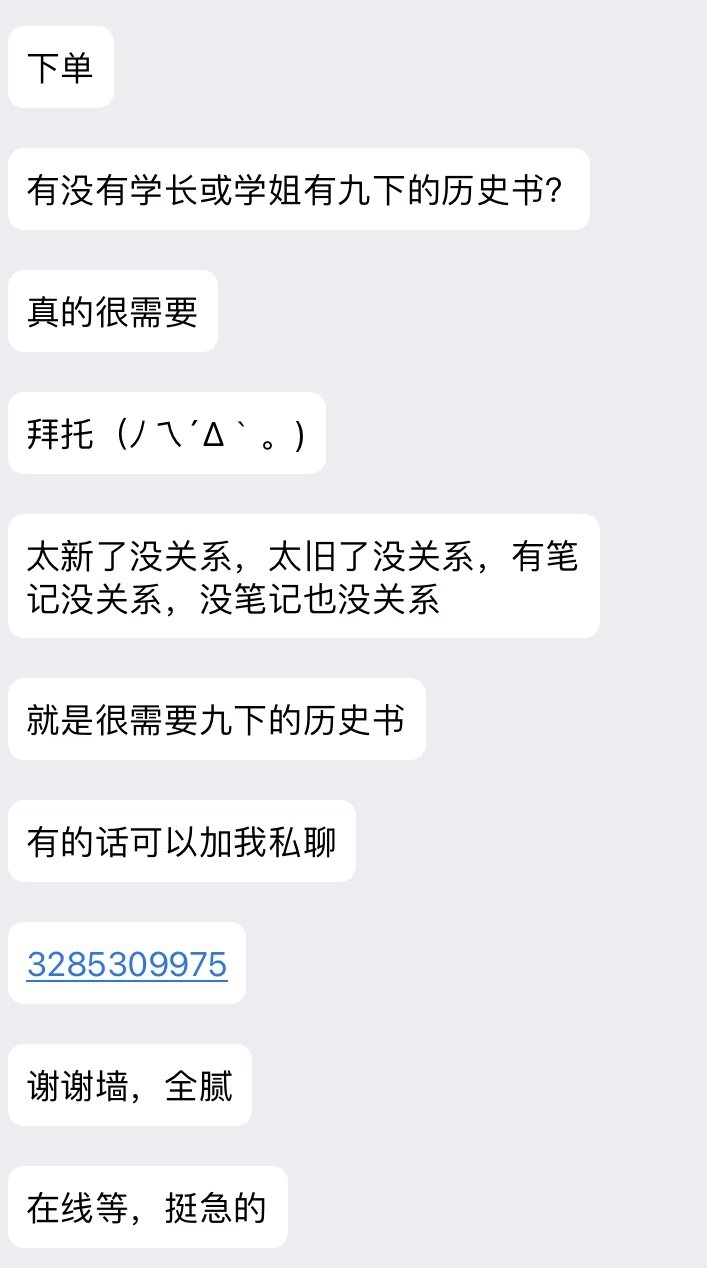 下单
有没有学长或学姐有九下的历史书？
真的很需要
拜托（ﾉ ㄟ ´Δ ｀ 。)
太新了没关系，太旧了没关系，有笔
记没关系，没笔记也没关系
就是很需要九下的历史书
有的话可以加我私聊
3285309975
谢谢墙，全腻
在线等，挺急的